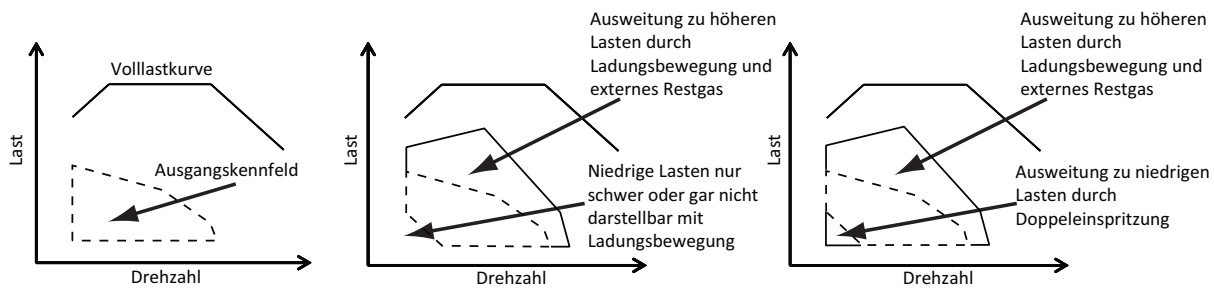 Last
Volllastkurve
Ausgangskennfeld
Drehzahl
Last
Ausweitung zu höheren
Lasten durch
Ladungsbewegung und
externes Restgas
Niedrige Lasten nur
schwer oder gar nicht
darstellbar mit
Ladungsbewegung
Drehzahl
Last
Ausweitung zu höheren
Lasten durch
Ladungsbewegung und
externes Restgas
Ausweitung zu niedrigen
Lasten durch
Doppeleinspritzung
Drehzahl